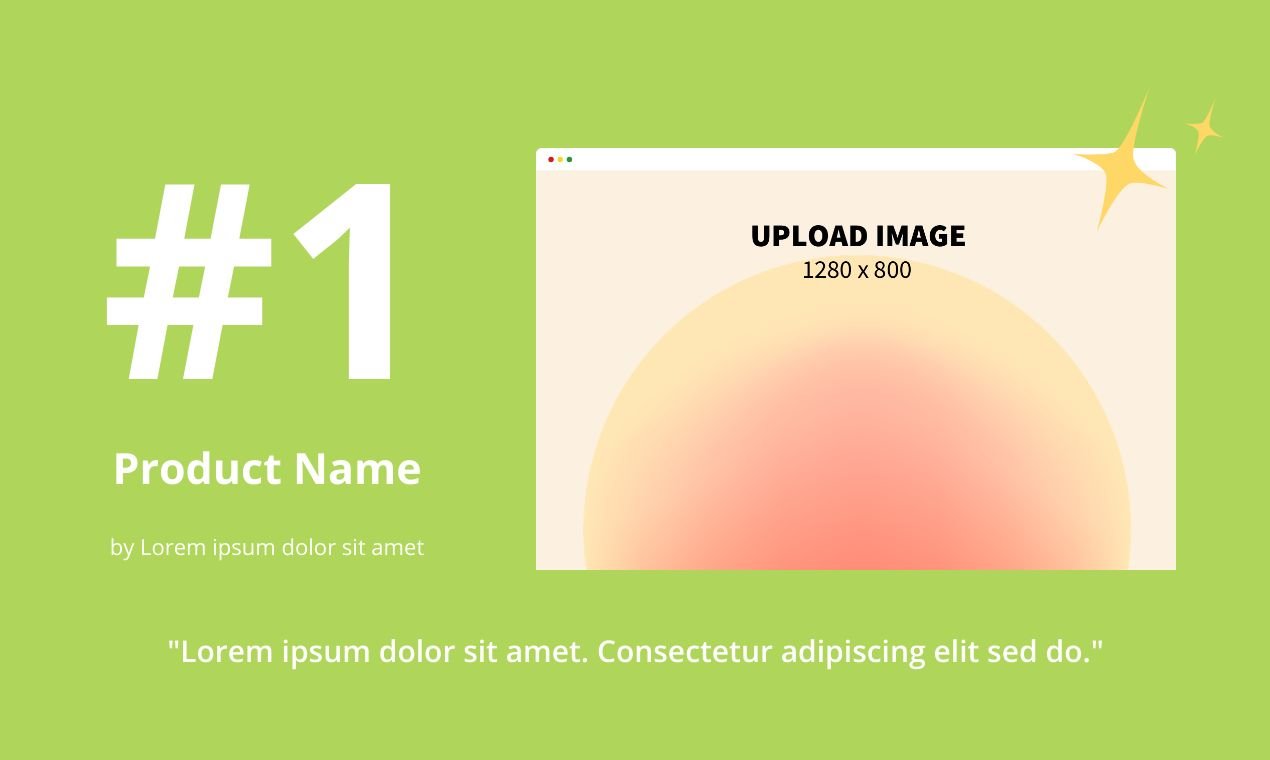 #1
Product Name
by Lorem ipsum dolor sit amet
UPLOAD IMAGE
1280 x 800
"Lorem ipsum dolor sit amet. Consectetur adipiscing elit sed do."